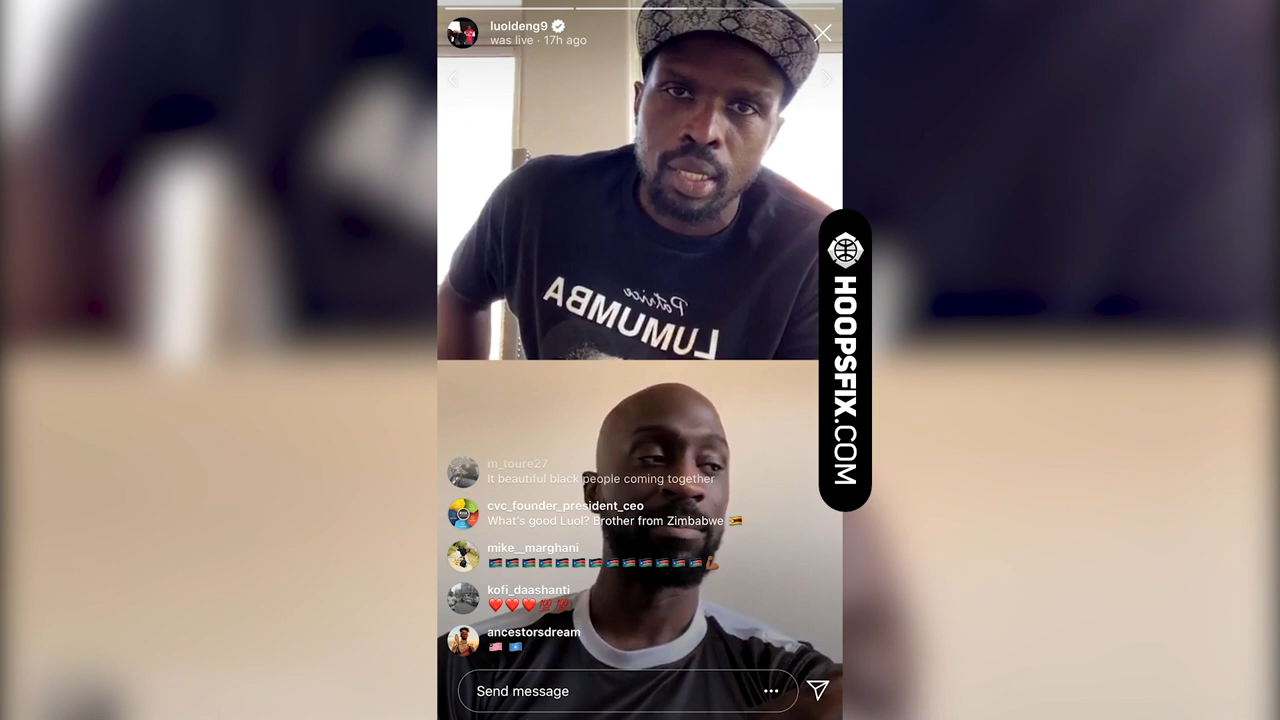 luoldeng9
was live · 17h ago
Patrice
LUMUMBA
HOOPSFIX.COM
m_toure27
It beautiful black people coming together
cvc_founder_president_ceo
What's good Luol? Brother from Zimbabwe 🇿🇼
mike__marghani
🇸🇸🇸🇸🇸🇸🇸🇸🇸🇸🇸🇸🇸🇸🇸🇸🇸🇸🇸🇸🇸🇸🇸🇸🇸🇸💪🏾
kofi_daashanti
❤️❤️❤️💯💯
ancestorsdream
🇱🇷 🇸🇴
Send message